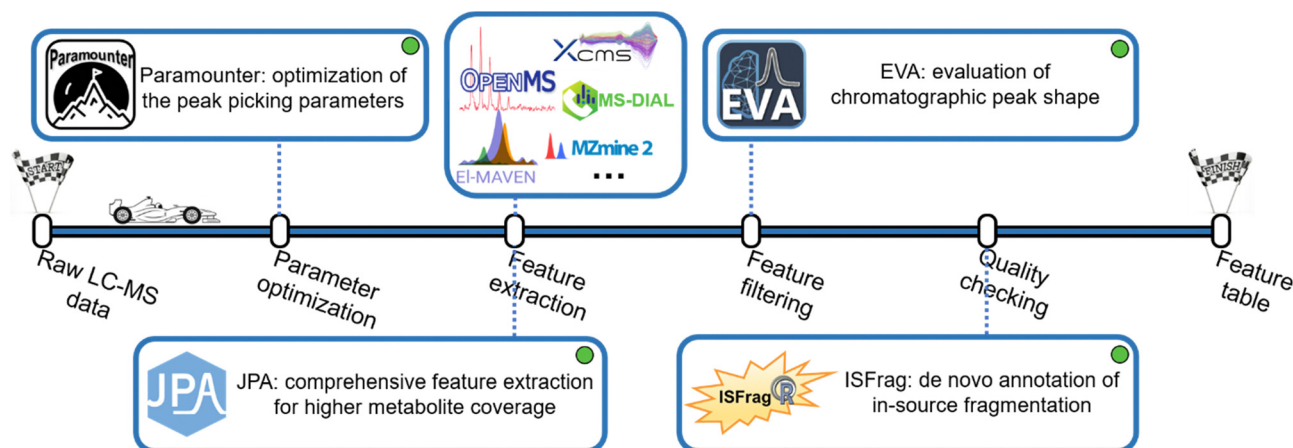 Paramounter
Paramounter: optimization of
the peak picking parameters
XCMS
OPENMS
MS-DIAL
MZmine 2
El-MAVEN
...
EVA
EVA: evaluation of
chromatographic peak shape
START
FINISH
Raw LC-MS
data
Parameter
optimization
Feature
extraction
Feature
filtering
Quality
checking
Feature
table
JPA
JPA: comprehensive feature extraction
for higher metabolite coverage
ISFrag
R
ISFrag: de novo annotation of
in-source fragmentation